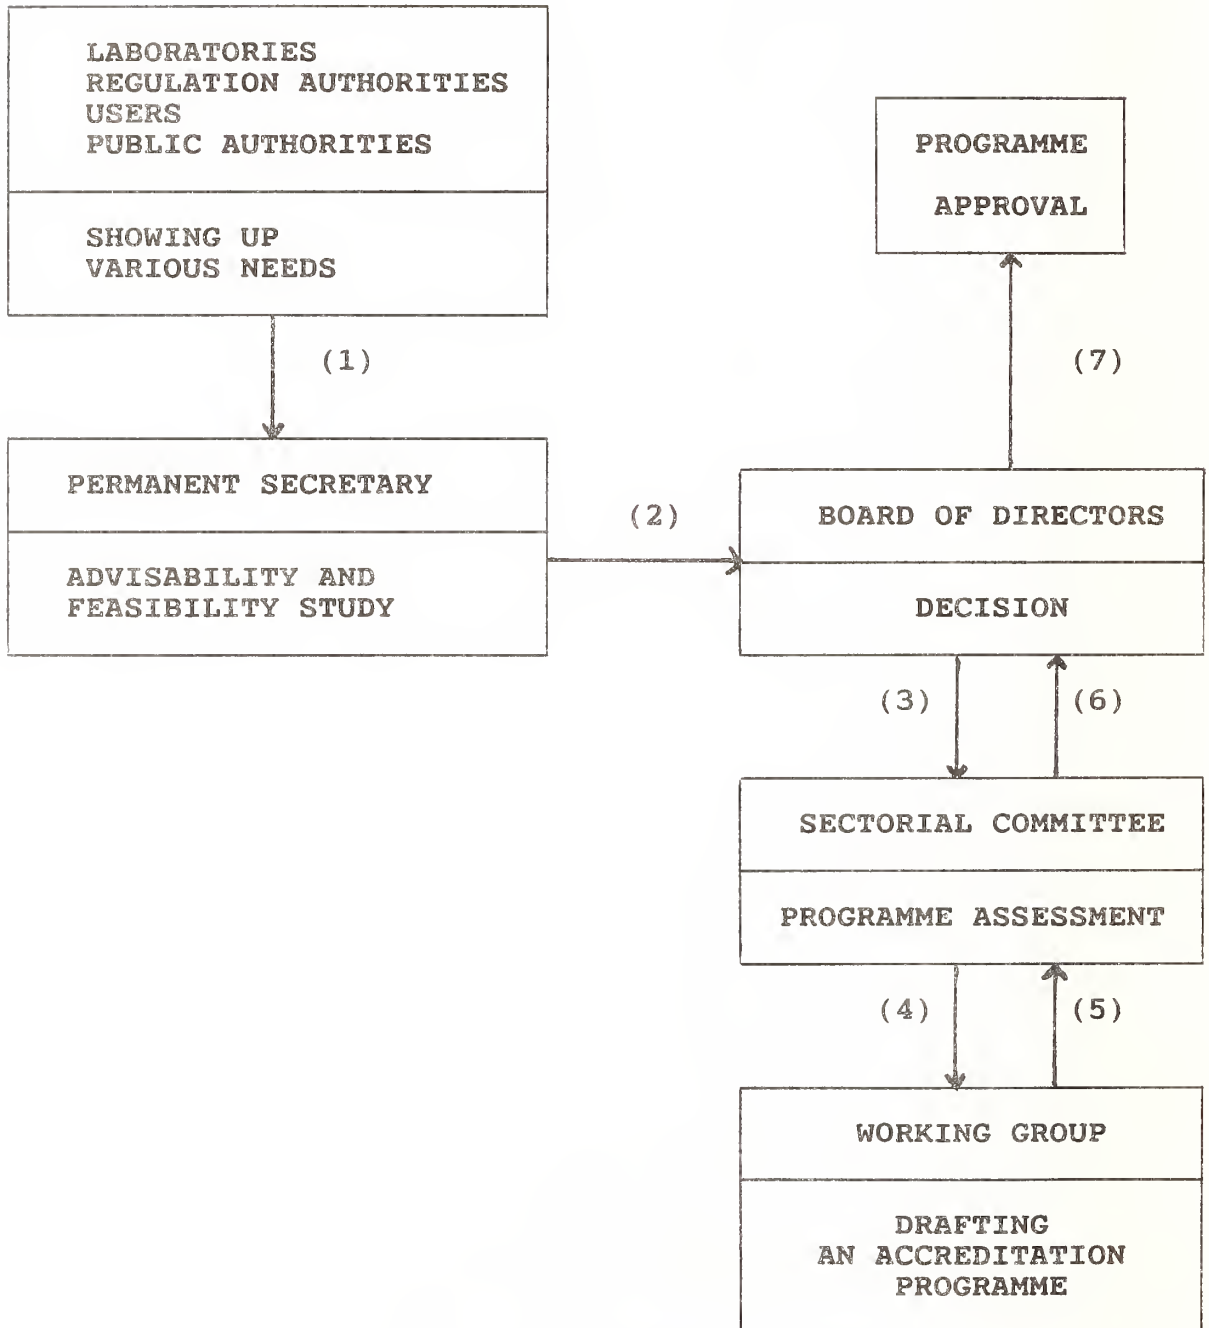 LABORATORIES
REGULATION AUTHORITIES
USERS
PUBLIC AUTHORITIES
SHOWING UP
VARIOUS NEEDS
(1)
PERMANENT SECRETARY
ADVISABILITY AND
FEASIBILITY STUDY
(2)
PROGRAMME
APPROVAL
(7)
BOARD OF DIRECTORS
DECISION
(3)
(6)
SECTORIAL COMMITTEE
PROGRAMME ASSESSMENT
(4)
(5)
WORKING GROUP
DRAFTING
AN ACCREDITATION
PROGRAMME